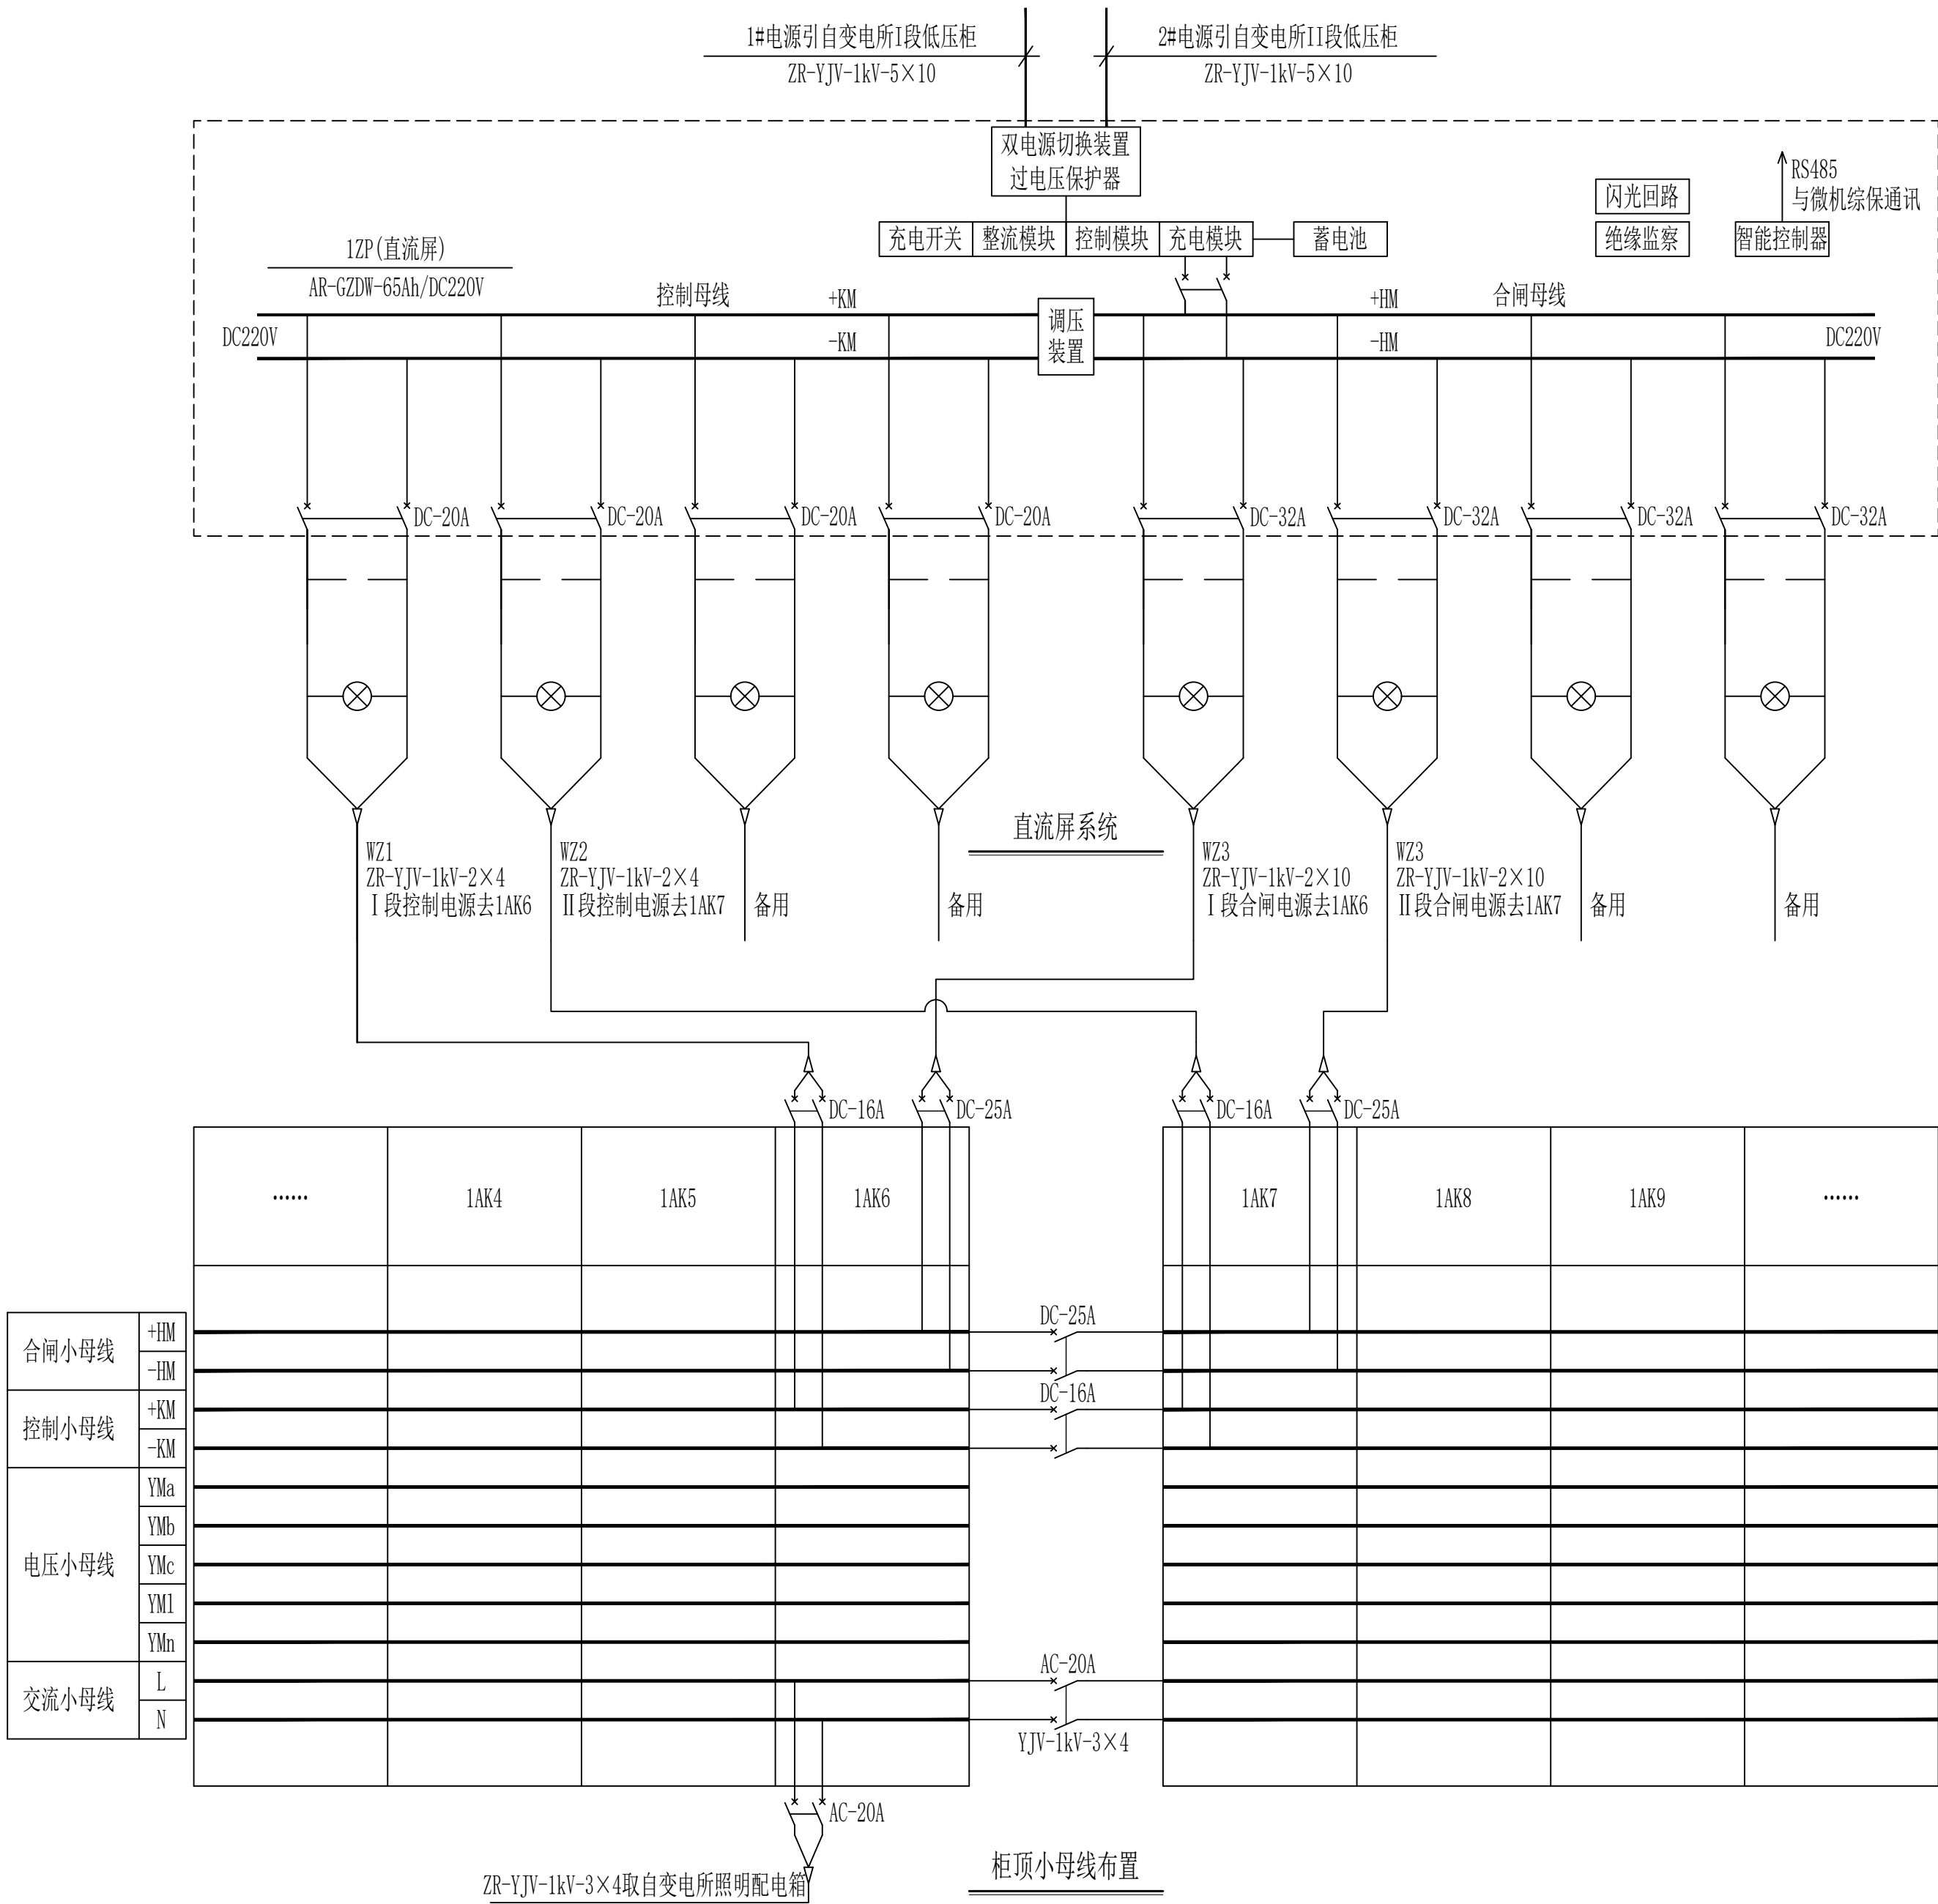 1#电源引自变电所I段低压柜
ZR-YJV-1kV-5×10
2#电源引自变电所II段低压柜
ZR-YJV-1kV-5×10
双电源切换装置
过电压保护器
RS485
与微机综保通讯
闪光回路
充电开关
整流模块
控制模块
充电模块
蓄电池
绝缘监察
智能控制器
1ZP(直流屏)
AR-GZDW-65Ah/DC220V
控制母线
+KM
调压
装置
+HM
合闸母线
DC220V
-KM
-HM
DC220V
DC-20A
DC-20A
DC-20A
DC-20A
DC-32A
DC-32A
DC-32A
DC-32A
直流屏系统
WZ1
ZR-YJV-1kV-2×4
Ⅰ段控制电源去1AK6
WZ2
ZR-YJV-1kV-2×4
Ⅱ段控制电源去1AK7
备用
备用
WZ3
ZR-YJV-1kV-2×10
Ⅰ段合闸电源去1AK6
WZ3
ZR-YJV-1kV-2×10
Ⅱ段合闸电源去1AK7
备用
备用
DC-16A
DC-25A
DC-16A
DC-25A
······
1AK4
1AK5
1AK6
1AK7
1AK8
1AK9
······
合闸小母线
+HM
-HM
DC-25A
控制小母线
+KM
-KM
DC-16A
电压小母线
YMa
YMb
YMc
YMl
YMn
交流小母线
L
N
AC-20A
YJV-1kV-3×4
AC-20A
ZR-YJV-1kV-3×4取自变电所照明配电箱
柜顶小母线布置